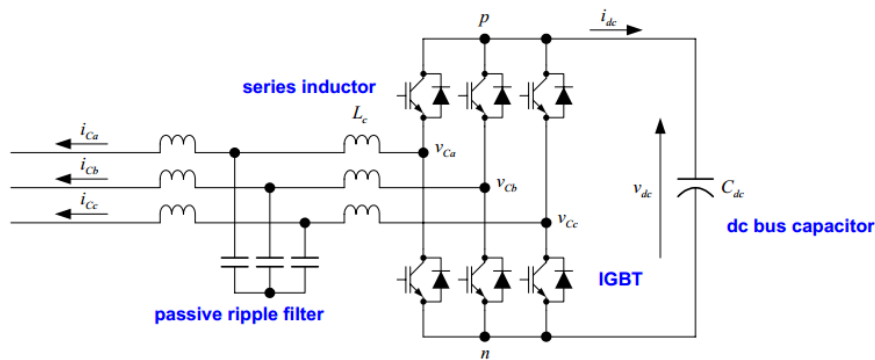 p
i_dc
series inductor
L_c
i_Ca
v_Ca
i_Cb
v_Cb
v_dc
C_dc
i_Cc
v_Cc
dc bus capacitor
IGBT
passive ripple filter
n